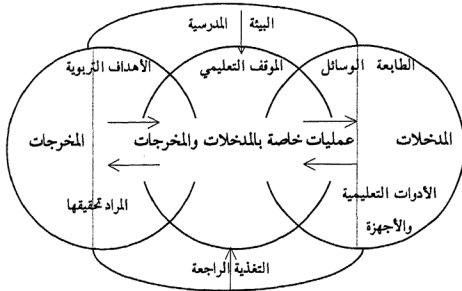 البيئة المدرسية
الطابعة الوسائل
الموقف التعليمي
الأهداف التربوية
المدخلات
عمليات خاصة بالمدخلات والمخرجات
المخرجات
الأدوات التعليمية
والأجهزة
المراد تحقيقها
التغذية الراجعة